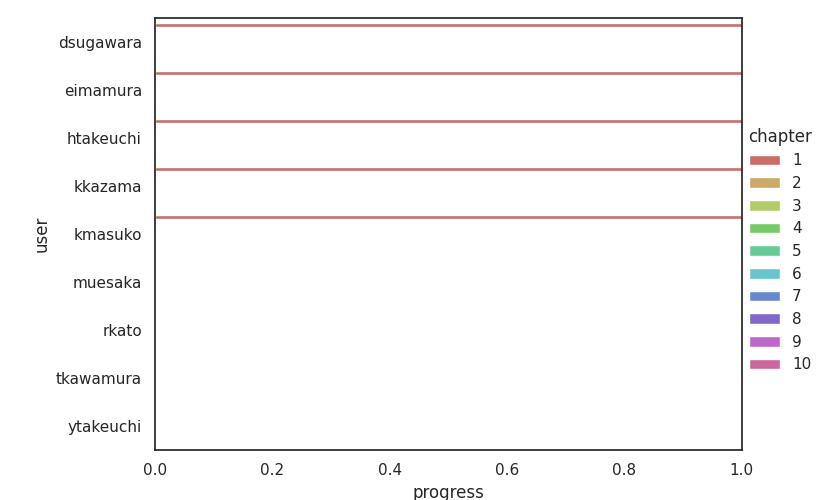 dsugawara
eimamura
htakeuchi
kkazama
kmasuko
muesaka
rkato
tkawamura
ytakeuchi
user
0.0 0.2 0.4 0.6 0.8 1.0
progress
chapter
1
2
3
4
5
6
7
8
9
10